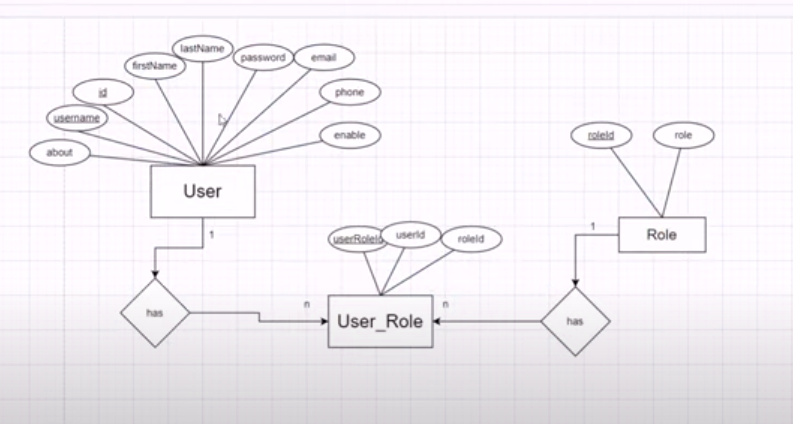 lastName
firstName
password
email
id
phone
username
enable
about
roleId
role
User
1
userRoleId
userId
roleId
1
Role
has
n
n
User_Role
has